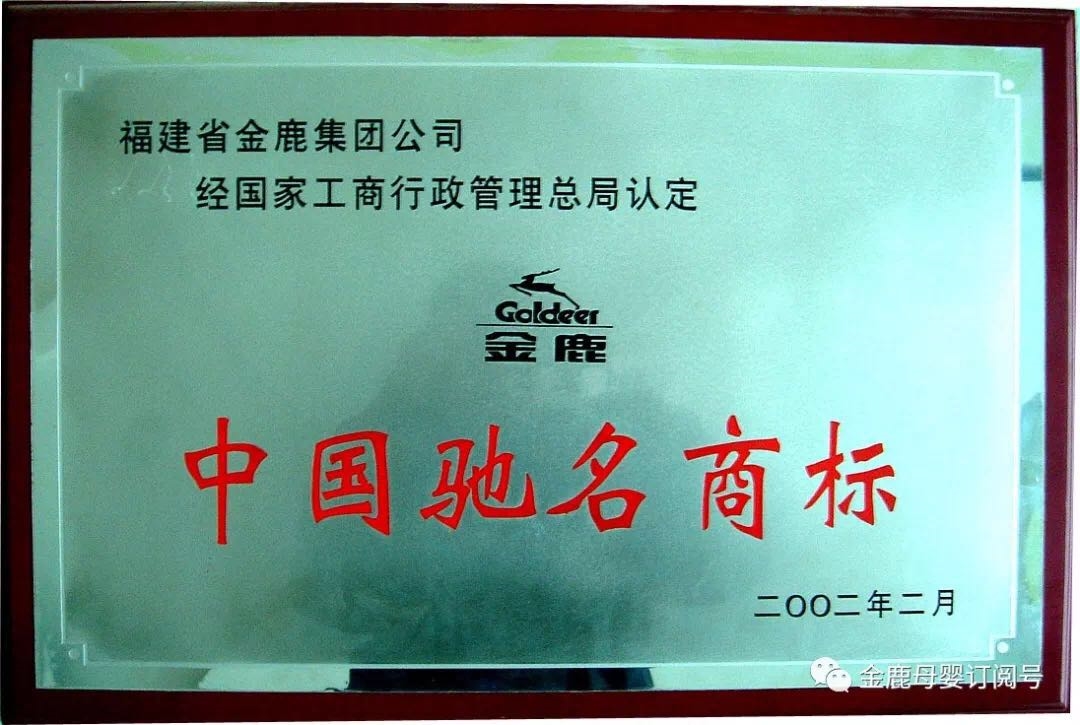 福建省金鹿集团公司
经国家工商行政管理总局认定
Goldeer
金鹿
中国驰名商标
二OO二年二月
金鹿母婴订阅号